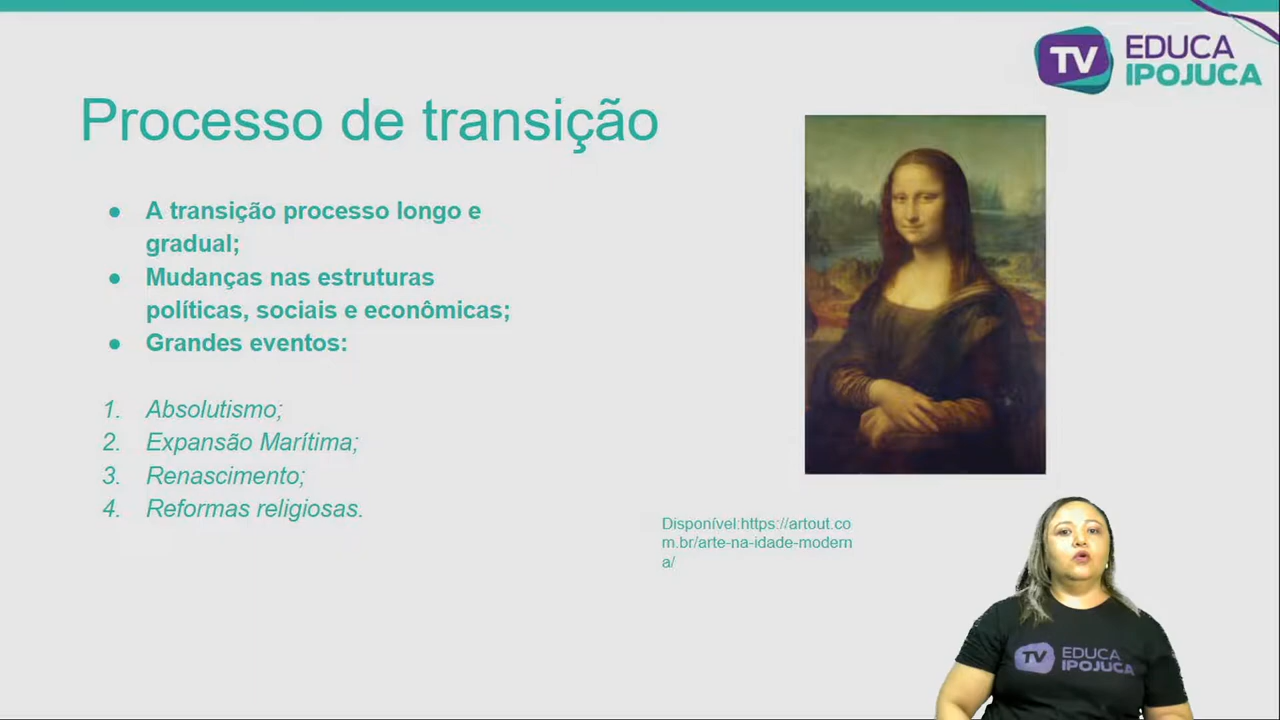 TV EDUCA
IPOJUCA
Processo de transição
● A transição processo longo e
gradual;
● Mudanças nas estruturas
políticas, sociais e econômicas;
● Grandes eventos:
1. Absolutismo;
2. Expansão Marítima;
3. Renascimento;
4. Reformas religiosas.
Disponível:https://artout.co
m.br/arte-na-idade-modern
a/
TV EDUCA
IPOJUCA